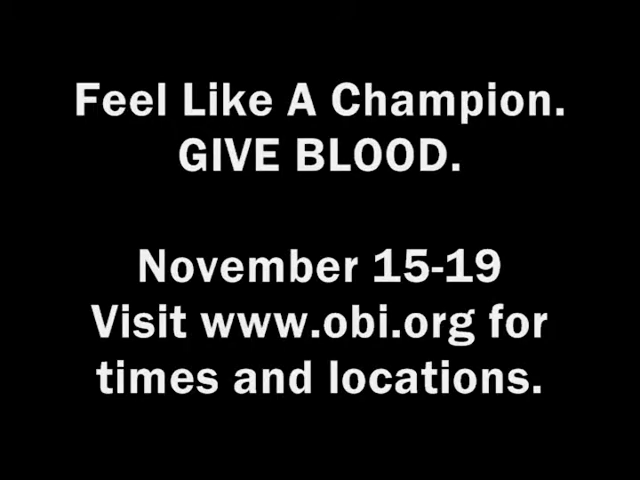 Feel Like A Champion.
GIVE BLOOD.
November 15-19
Visit www.obi.org for
times and locations.